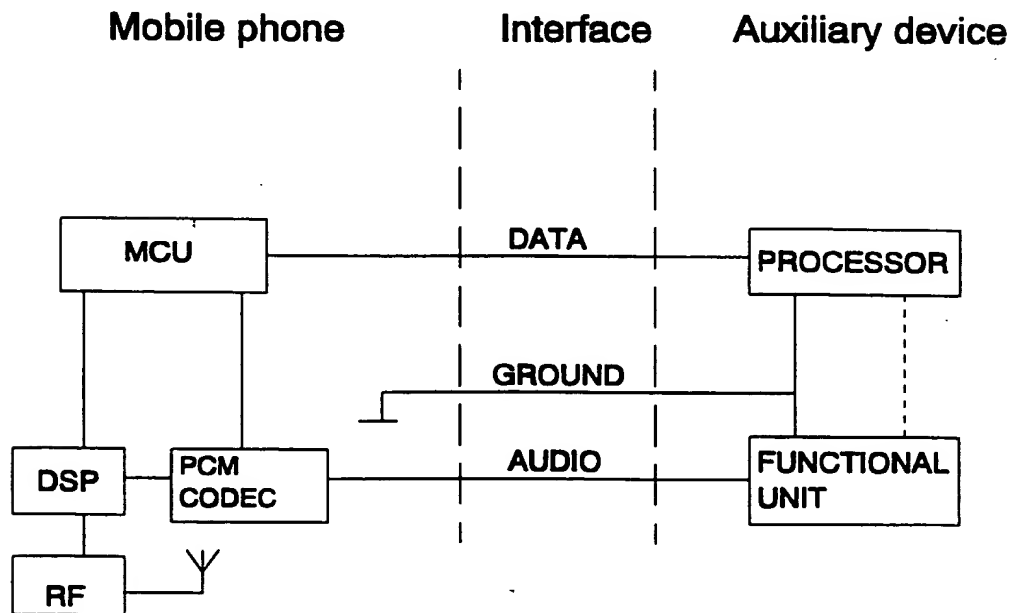 Mobile phone Interface Auxiliary device
MCU
DATA
PROCESSOR
GROUND
DSP
PCM
CODEC
AUDIO
FUNCTIONAL
UNIT
RF